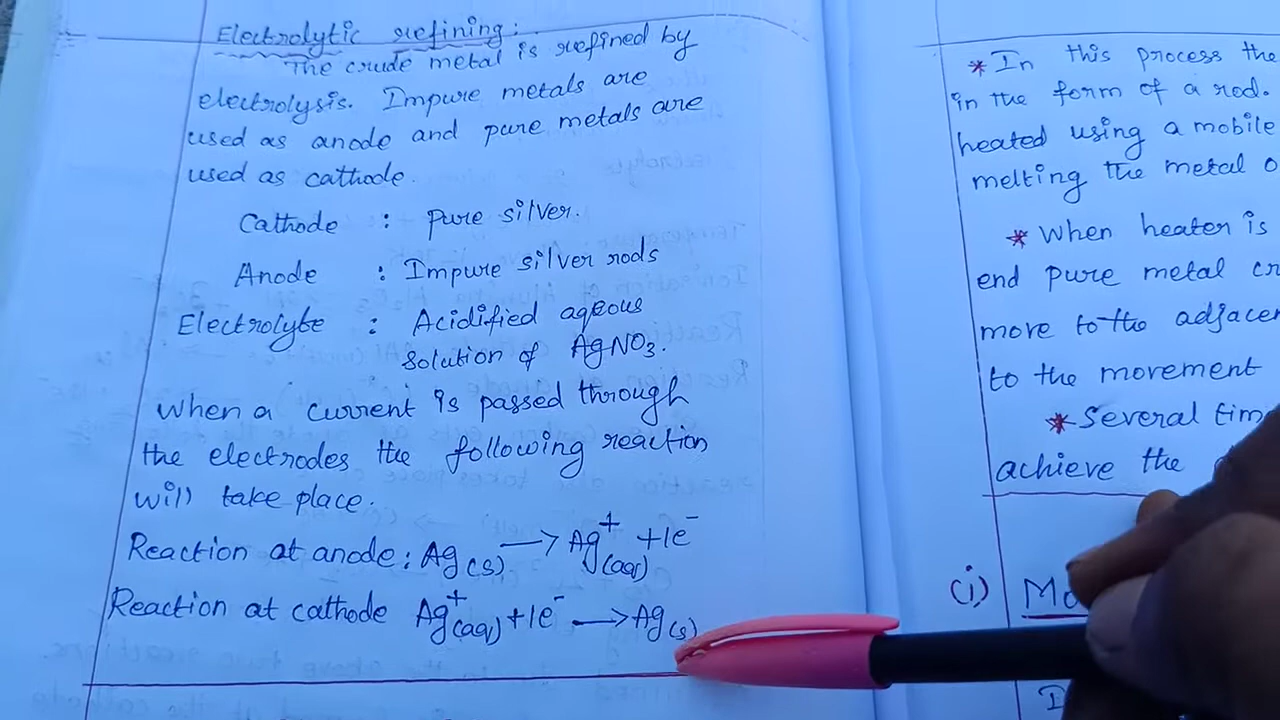 Electrolytic refining:
The crude metal is refined by
electrolysis. Impure metals are
used as anode and pure metals are
used as cathode.
Cathode : pure silver.
Anode : Impure silver rods
Electrolyte : Acidified aqeous
solution of AgNO₃.
when a current is passed through
the electrodes the following reaction
will take place.
Reaction at anode: Ag(s) → Ag⁺(aq) + 1e⁻
Reaction at cathode Ag⁺(aq) + 1e⁻ → Ag(s)
* In this process the
in the form of a rod.
heated using a mobile
melting the metal
* When heater is
end pure metal
more to the adjacen
to the movement
* Several tim
achieve the
(i)